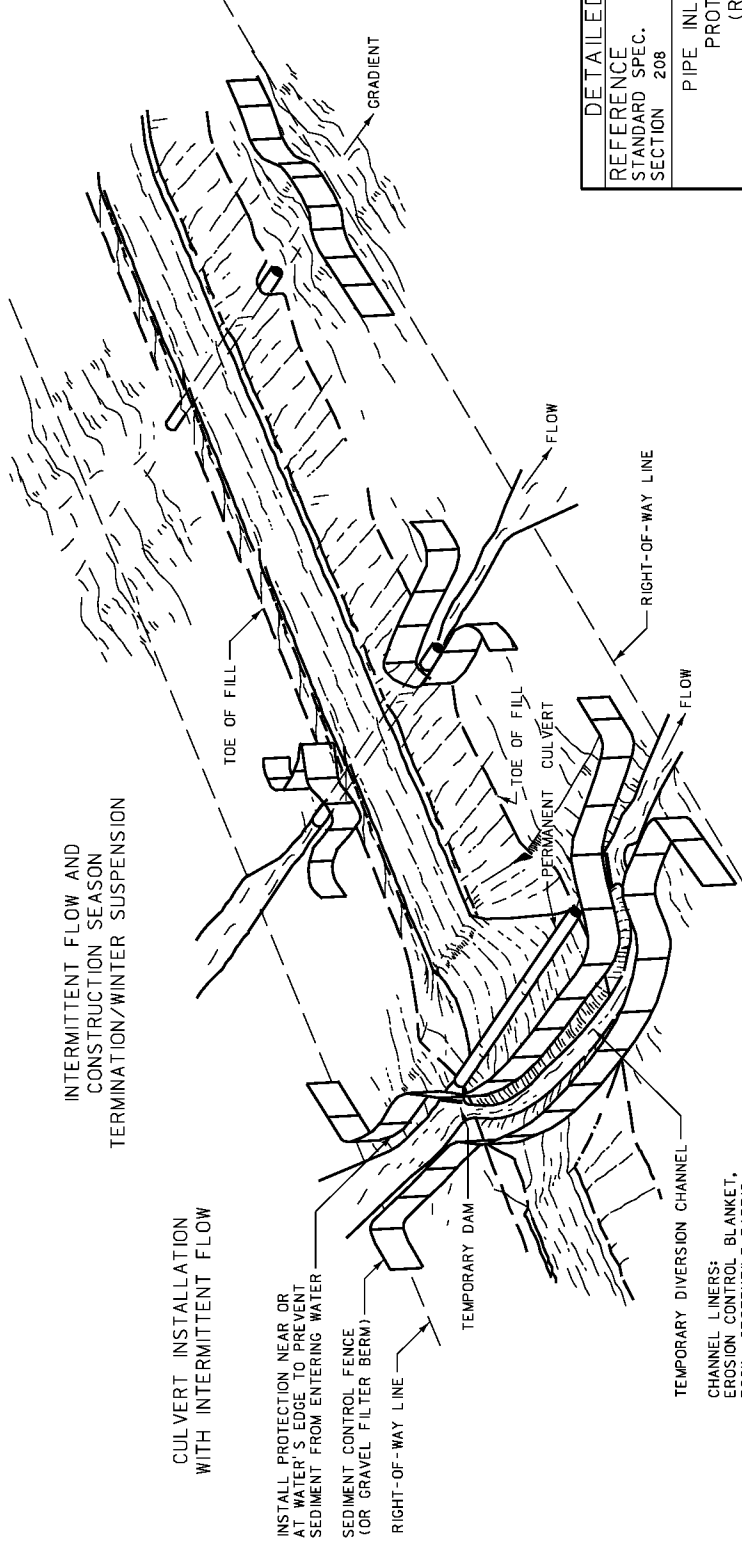 INTERMITTENT FLOW AND
CONSTRUCTION SEASON
TERMINATION/WINTER SUSPENSION
CULVERT INSTALLATION
WITH INTERMITTENT FLOW
INSTALL PROTECTION NEAR OR
AT WATER'S EDGE TO PREVENT
SEDIMENT FROM ENTERING WATER
SEDIMENT CONTROL FENCE
(OR GRAVEL FILTER BERM)
RIGHT-OF-WAY LINE
TEMPORARY DAM
TOE OF FILL
GRADIENT
FLOW
RIGHT-OF-WAY LINE
TOE OF FILL
PERMANENT CULVERT
FLOW
TEMPORARY DIVERSION CHANNEL
CHANNEL LINERS:
EROSION CONTROL BLANKET,
DETAILED
REFERENCE
STANDARD SPEC.
SECTION 208
PIPE INL
PROT
(R